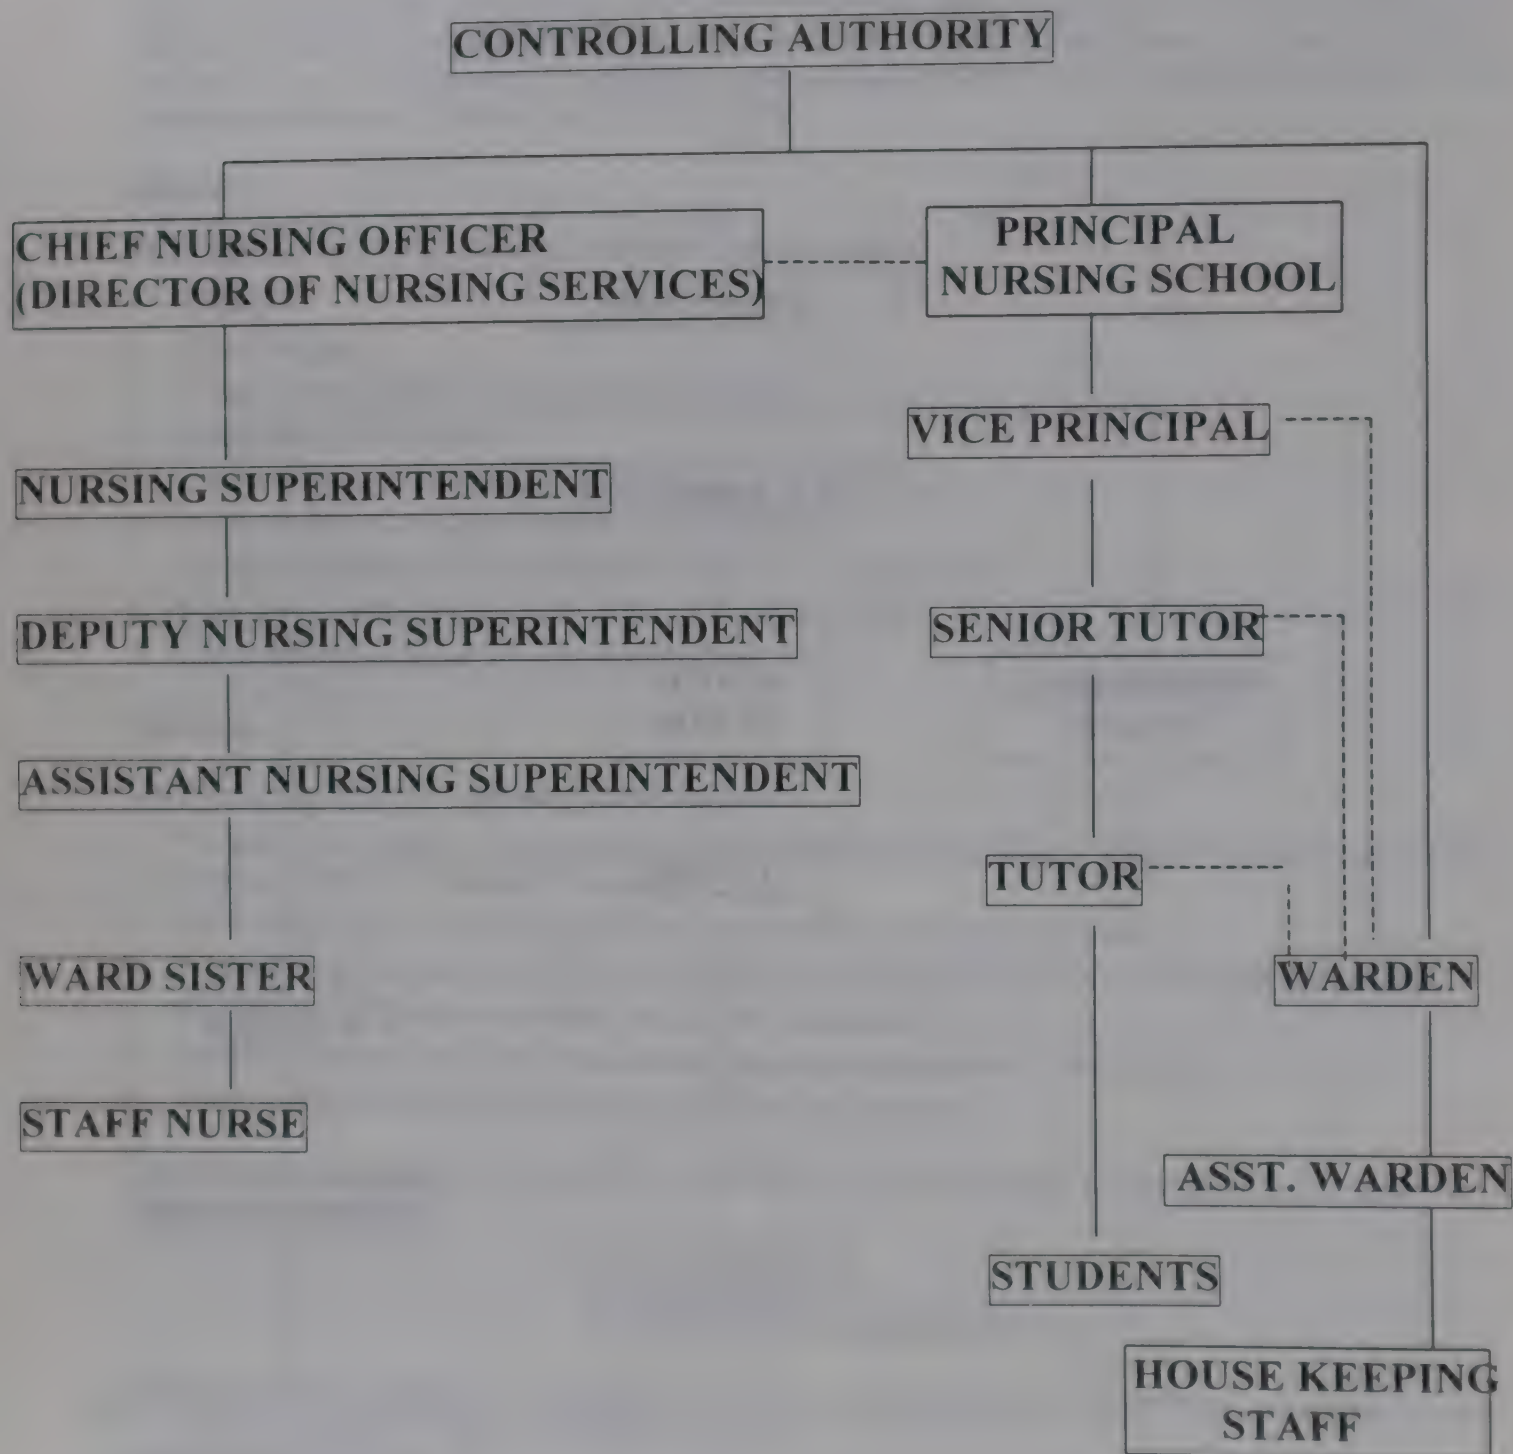 CONTROLLING AUTHORITY
CHIEF NURSING OFFICER
(DIRECTOR OF NURSING SERVICES)
PRINCIPAL
NURSING SCHOOL
VICE PRINCIPAL
NURSING SUPERINTENDENT
DEPUTY NURSING SUPERINTENDENT
SENIOR TUTOR
ASSISTANT NURSING SUPERINTENDENT
TUTOR
WARD SISTER
WARDEN
STAFF NURSE
ASST. WARDEN
STUDENTS
HOUSE KEEPING
STAFF